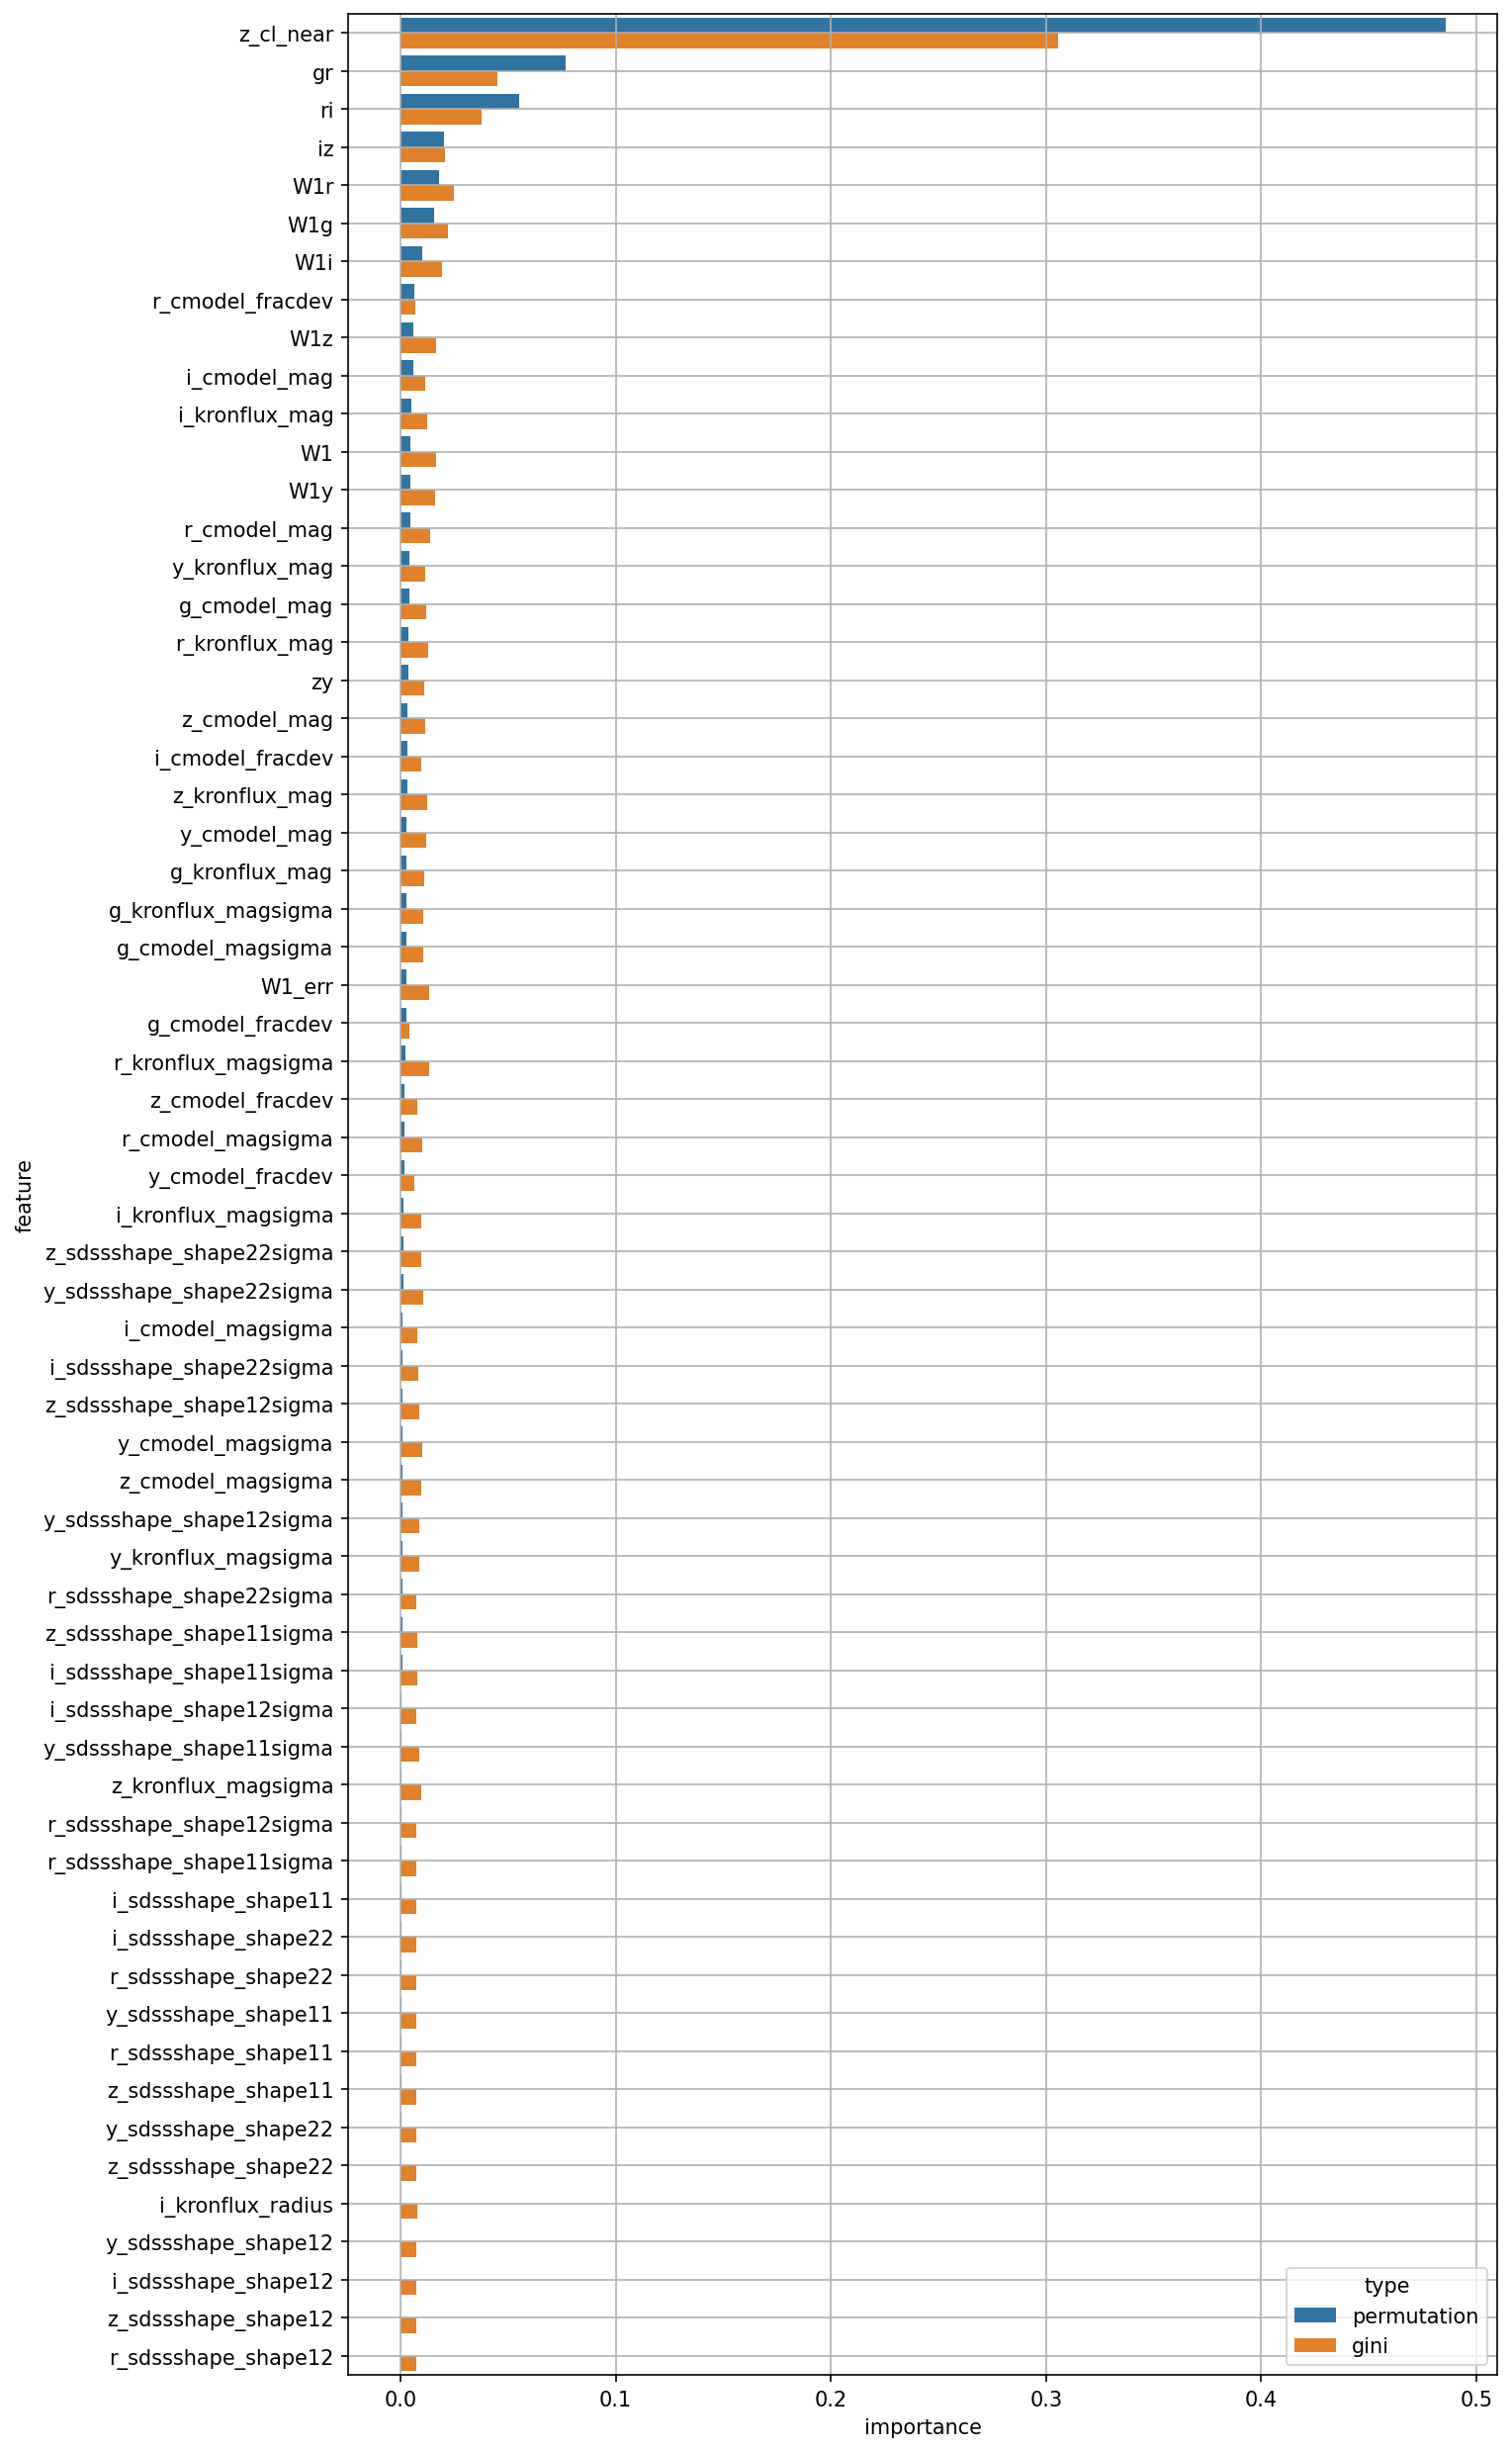 z_cl_near
gr
ri
iz
W1r
W1g
W1i
r_cmodel_fracdev
W1z
i_cmodel_mag
i_kronflux_mag
W1
W1y
r_cmodel_mag
y_kronflux_mag
g_cmodel_mag
r_kronflux_mag
zy
z_cmodel_mag
i_cmodel_fracdev
z_kronflux_mag
y_cmodel_mag
g_kronflux_mag
g_kronflux_magsigma
g_cmodel_magsigma
W1_err
g_cmodel_fracdev
r_kronflux_magsigma
z_cmodel_fracdev
r_cmodel_magsigma
y_cmodel_fracdev
i_kronflux_magsigma
z_sdssshape_shape22sigma
y_sdssshape_shape22sigma
i_cmodel_magsigma
i_sdssshape_shape22sigma
z_sdssshape_shape12sigma
y_cmodel_magsigma
z_cmodel_magsigma
y_sdssshape_shape12sigma
y_kronflux_magsigma
r_sdssshape_shape22sigma
z_sdssshape_shape11sigma
i_sdssshape_shape11sigma
i_sdssshape_shape12sigma
y_sdssshape_shape11sigma
z_kronflux_magsigma
r_sdssshape_shape12sigma
r_sdssshape_shape11sigma
i_sdssshape_shape11
i_sdssshape_shape22
r_sdssshape_shape22
y_sdssshape_shape11
r_sdssshape_shape11
z_sdssshape_shape11
y_sdssshape_shape22
z_sdssshape_shape22
i_kronflux_radius
y_sdssshape_shape12
i_sdssshape_shape12
z_sdssshape_shape12
r_sdssshape_shape12
feature
type
permutation
gini
0.0 0.1 0.2 0.3 0.4 0.5
importance